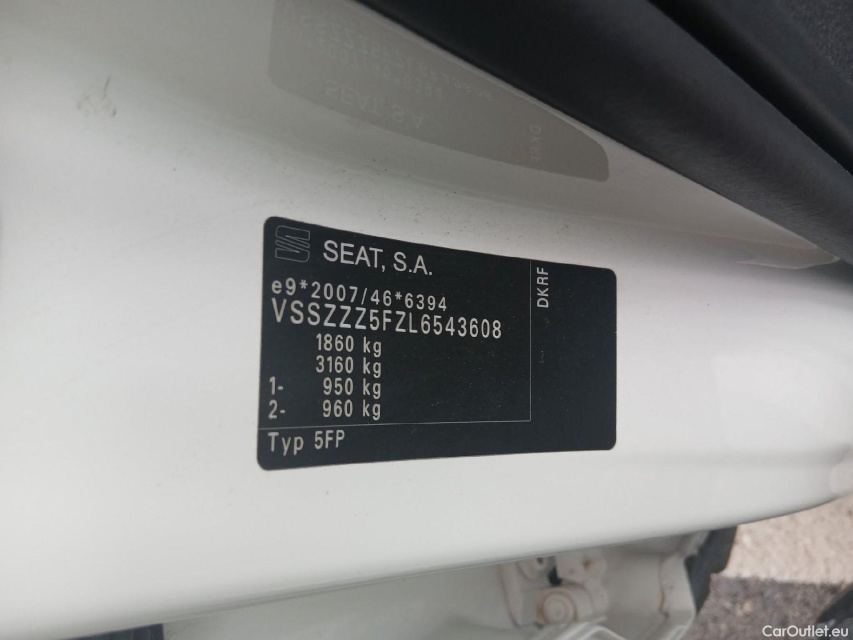 SEAT, S.A.
e9*2007/46*6394
VSSZZZ5FZL6543608
1860 kg
3160 kg
1- 950 kg
2- 960 kg
Typ 5FP
DKRF
CarOutlet.eu